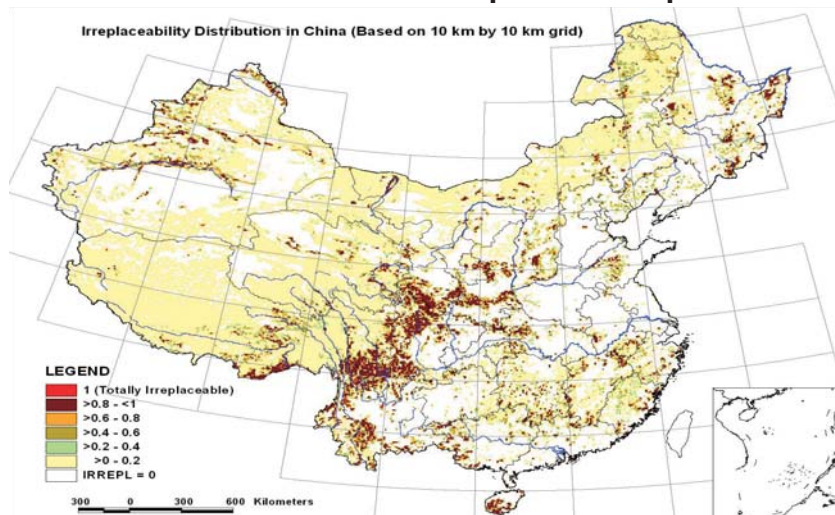 Irreplaceability Distribution in China (Based on 10 km by 10 km grid)
LEGEND
1 (Totally Irreplaceable)
>0.8 - <1
>0.6 - 0.8
>0.4 - 0.6
>0.2 - 0.4
>0 - 0.2
IRREPL = 0
300 0 300 600 Kilometers